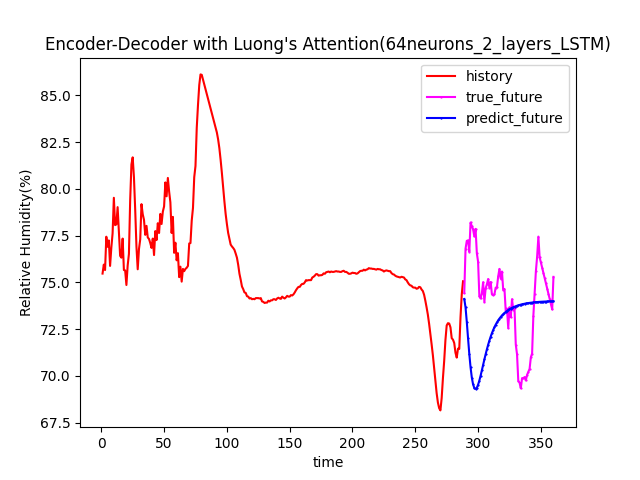 Encoder-Decoder with Luong's Attention(64neurons_2_layers_LSTM)
history
true_future
predict_future
Relative Humidity(%)
85.0
82.5
80.0
77.5
75.0
72.5
70.0
67.5
0 50 100 150 200 250 300 350
time